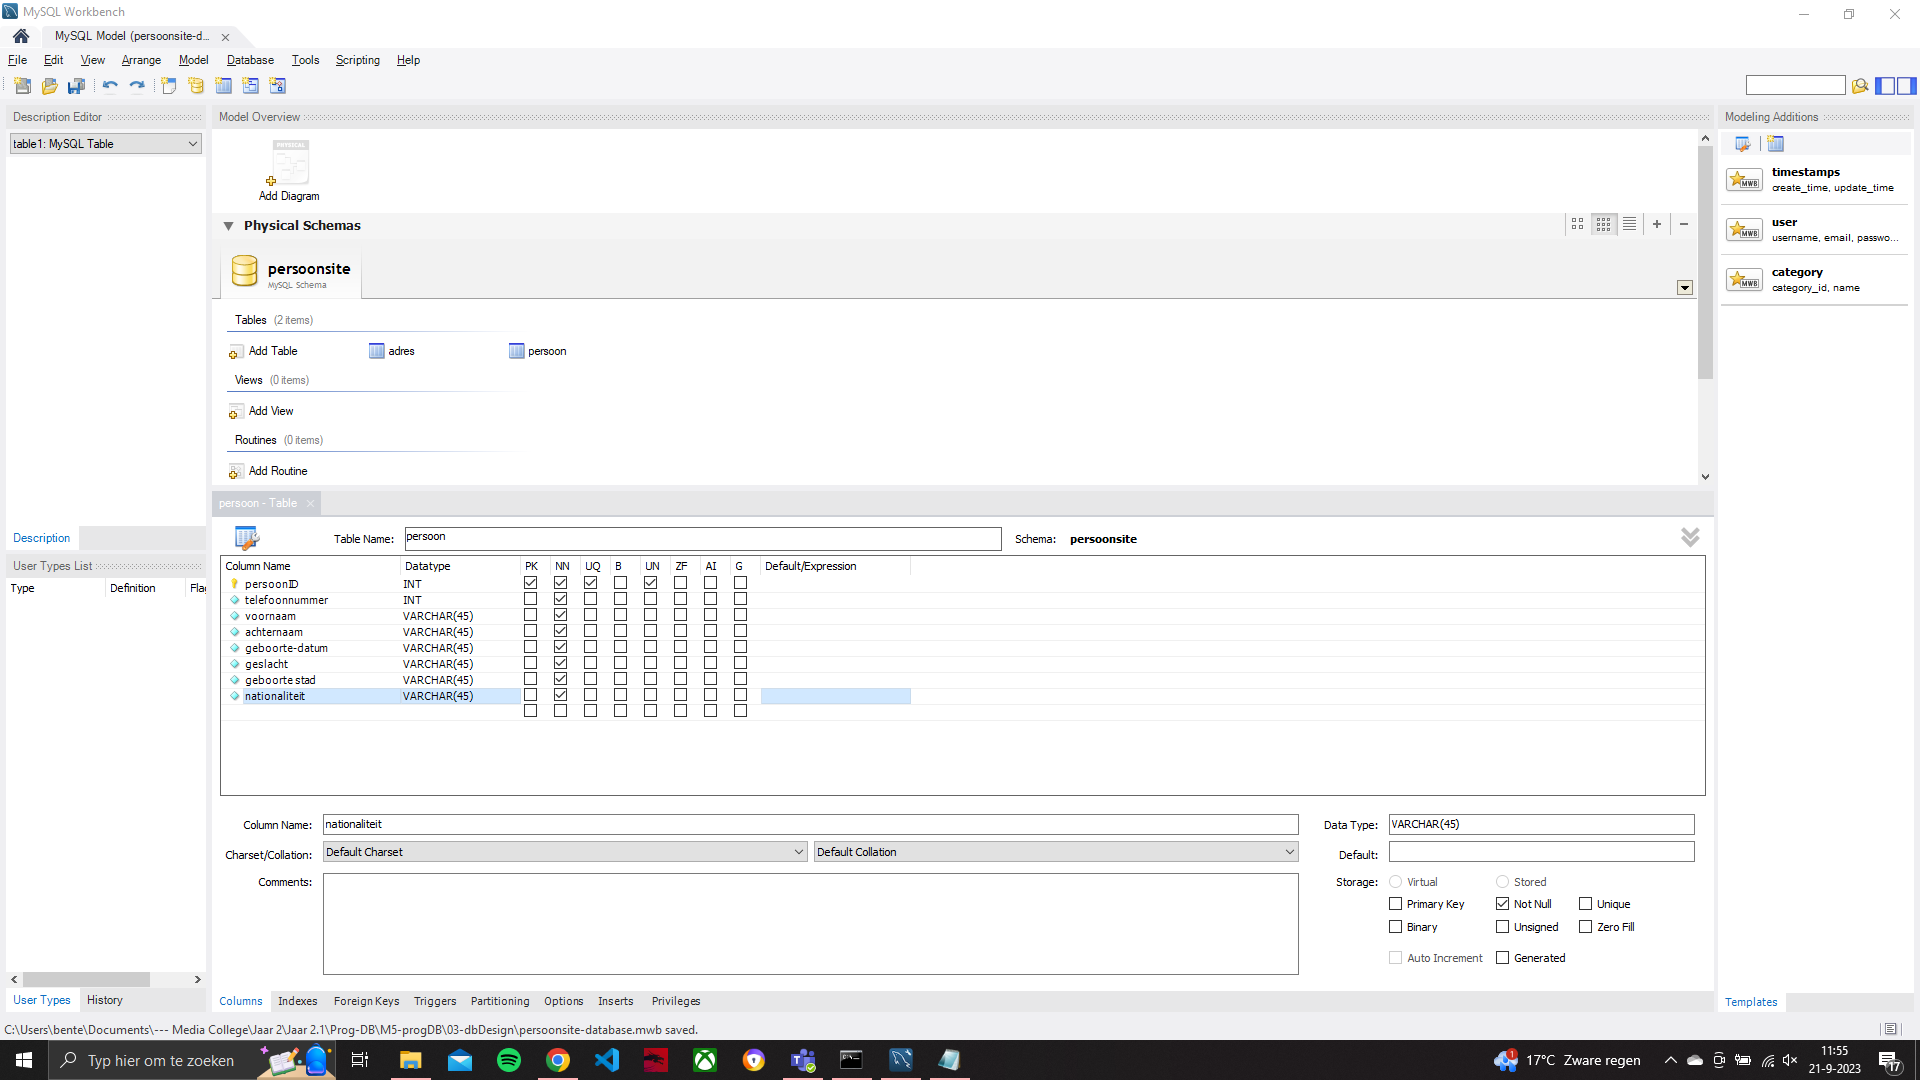 MySQL Workbench
MySQL Model (persoonsite-d...
File Edit View Arrange Model Database Tools Scripting Help
Description Editor
table1: MySQL Table
Description
User Types List
Type Definition Flag
User Types History
Model Overview
PHYSICAL
Add Diagram
Physical Schemas
persoonsite
MySQL Schema
Tables (2 items)
Add Table adres persoon
Views (0 items)
Add View
Routines (0 items)
Add Routine
persoon - Table
Table Name: persoon Schema: persoonsite
Column Name Datatype PK NN UQ B UN ZF AI G Default/Expression
persoonID INT
telefoonnummer INT
voornaam VARCHAR(45)
achternaam VARCHAR(45)
geboorte-datum VARCHAR(45)
geslacht VARCHAR(45)
geboorte stad VARCHAR(45)
nationaliteit VARCHAR(45)
Column Name: nationaliteit Data Type: VARCHAR(45)
Charset/Collation: Default Charset Default Collation Default:
Comments: Storage: Virtual Stored
Primary Key Not Null Unique
Binary Unsigned Zero Fill
Auto Increment Generated
Columns Indexes Foreign Keys Triggers Partitioning Options Inserts Privileges
Modeling Additions
timestamps
create_time, update_time
user
username, email, passwo...
category
category_id, name
MWB
MWB
MWB
Templates
C:\Users\bente\Documents\--- Media College\Jaar 2\Jaar 2.1\Prog-DB\M5-progDB\03-dbDesign\persoonsite-database.mwb saved.
Typ hier om te zoeken
1
17°C Zware regen
11:55
21-9-2023
17